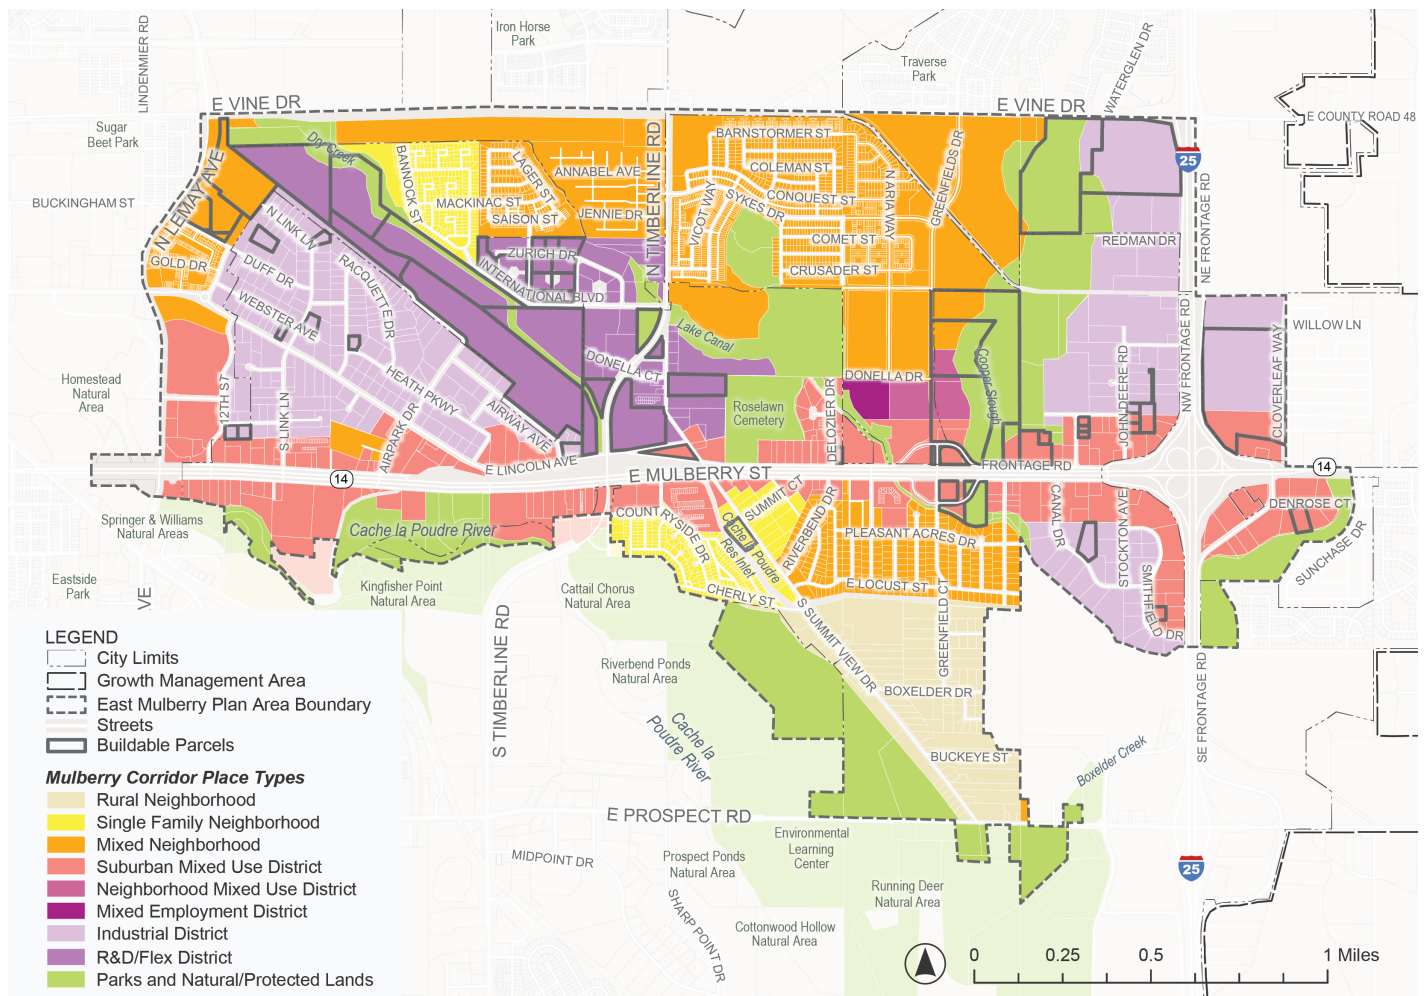 LINDENMIER RD
Iron Horse
Park
Traverse
Park
WATERGLEN DR
E VINE DR
E VINE DR
E COUNTY ROAD 48
Sugar
Beet Park
BUCKINGHAM ST
N LEMAY AVE
Dry Creek
BANNOCK ST
MACKINAC ST
LAGER ST
SAISON ST
ANNABEL AVE
JENNIE DR
N TIMBERLINE RD
BARNSTORMER ST
COLEMAN ST
CONQUEST ST
SYKES DR
VICOT WAY
COMET ST
CRUSADER ST
N ARIA WAY
GREENFIELDS DR
25
NE FRONTAGE RD
REDMAN DR
GOLD DR
N LINK LN
DUFF DR
WEBSTER AVE
RACQUETTE DR
ZURICH DR
INTERNATIONAL BLVD
Lake Canal
DONELLA CT
DONELLA DR
Cooper Slough
NW FRONTAGE RD
WILLOW LN
CLOVERLEAF WAY
JOHN DEERE RD
Homestead
Natural
Area
12TH ST
S LINK LN
HEATH PKWY
AIRPARK DR
AIRWAY AVE
Roselawn
Cemetery
DELOZIER DR
E LINCOLN AVE
E MULBERRY ST
FRONTAGE RD
14
14
Springer & Williams
Natural Areas
Cache la Poudre River
COUNTRYSIDE DR
SUMMIT CT
Cache la Poudre
Res Inlet
RIVERBEND DR
PLEASANT ACRES DR
E LOCUST ST
CHERLY ST
CANAL DR
STOCKTON AVE
SMITHFIELD DR
DENROSE CT
SUNCHASE DR
Eastside
Park
VE
Kingfisher Point
Natural Area
Cattail Chorus
Natural Area
S TIMBERLINE RD
Riverbend Ponds
Natural Area
Cache la
Poudre River
S SUMMIT VIEW DR
GREENFIELD CT
BOXELDER DR
BUCKEYE ST
Boxelder Creek
SE FRONTAGE RD
E PROSPECT RD
MIDPOINT DR
Prospect Ponds
Natural Area
SHARP POINT DR
Environmental
Learning
Center
Running Deer
Natural Area
Cottonwood Hollow
Natural Area
25
LEGEND
City Limits
Growth Management Area
East Mulberry Plan Area Boundary
Streets
Buildable Parcels
Mulberry Corridor Place Types
Rural Neighborhood
Single Family Neighborhood
Mixed Neighborhood
Suburban Mixed Use District
Neighborhood Mixed Use District
Mixed Employment District
Industrial District
R&D/Flex District
Parks and Natural/Protected Lands
0 0.25 0.5 1 Miles